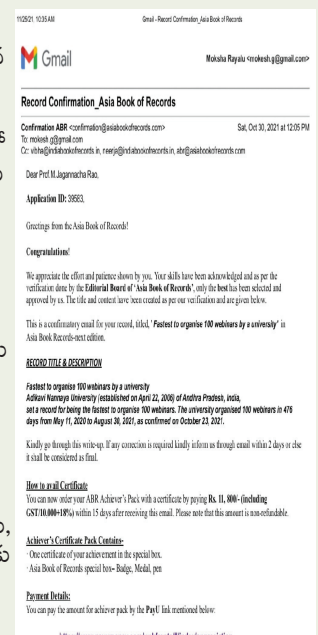 11/25/21, 10:35 AM Gmail - Record Confirmation_Asia Book of Records
Gmail
Moksha Rayalu <mokesh.g@gmail.com>
Record Confirmation_Asia Book of Records
Confirmation ABR <confirmation@asiabookofrecords.com> Sat, Oct 30, 2021 at 12:05 PM
To: mokesh.g@gmail.com
Cc: vibha@indiabookofrecords.in, neerja@indiabookofrecords.in, abr@asiabookofrecords.com
Dear Prof.M.Jagannacha Rao,
Application ID: 39583,
Greetings from the Asia Book of Records!
Congratulations!
We appreciate the effort and patience shown by you. Your skills have been acknowledged and as per the
verification done by the Editorial Board of 'Asia Book of Records', only the best has been selected and
approved by us. The title and content have been created as per our verification and are given below.
This is a confirmatory email for your record, titled, 'Fastest to organise 100 webinars by a university' in
Asia Book Records-next edition.
RECORD TITLE & DESCRIPTION
Fastest to organise 100 webinars by a university
Adikavi Nannaya University (established on April 22, 2006) of Andhra Pradesh, India,
set a record for being the fastest to organise 100 webinars. The university organised 100 webinars in 476
days from May 11, 2020 to August 30, 2021, as confirmed on October 23, 2021.
Kindly go through this write-up. If any correction is required kindly inform us through email within 2 days or else
it shall be considered as final.
How to avail Certificate
You can now order your ABR Achiever's Pack with a certificate by paying Rs. 11, 800/- (including
GST/10,000+18%) within 15 days after receiving this email. Please note that this amount is non-refundable.
Achiever's Certificate Pack Contains-
· One certificate of your achievement in the special box.
· Asia Book of Records special box– Badge, Medal, pen
Payment Details:
You can pay the amount for achiever pack by the PayU link mentioned below: